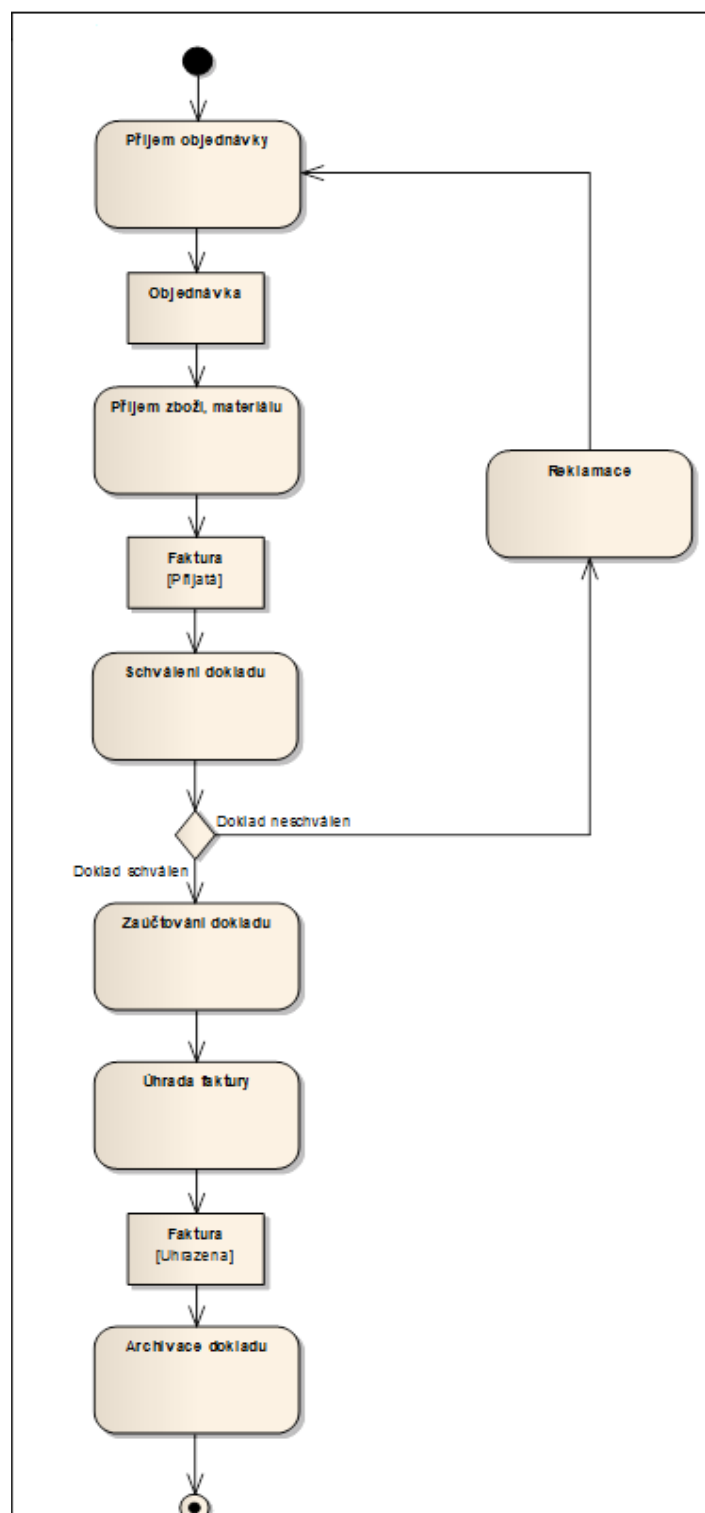 Příjem objednávky
Objednávka
Příjem zboží, materiálu
Reklamace
Faktura
[Přijatá]
Schválení dokladu
Doklad neschválen
Doklad schválen
Zaúčtování dokladu
Úhrada faktury
Faktura
[Uhrazena]
Archivace dokladu